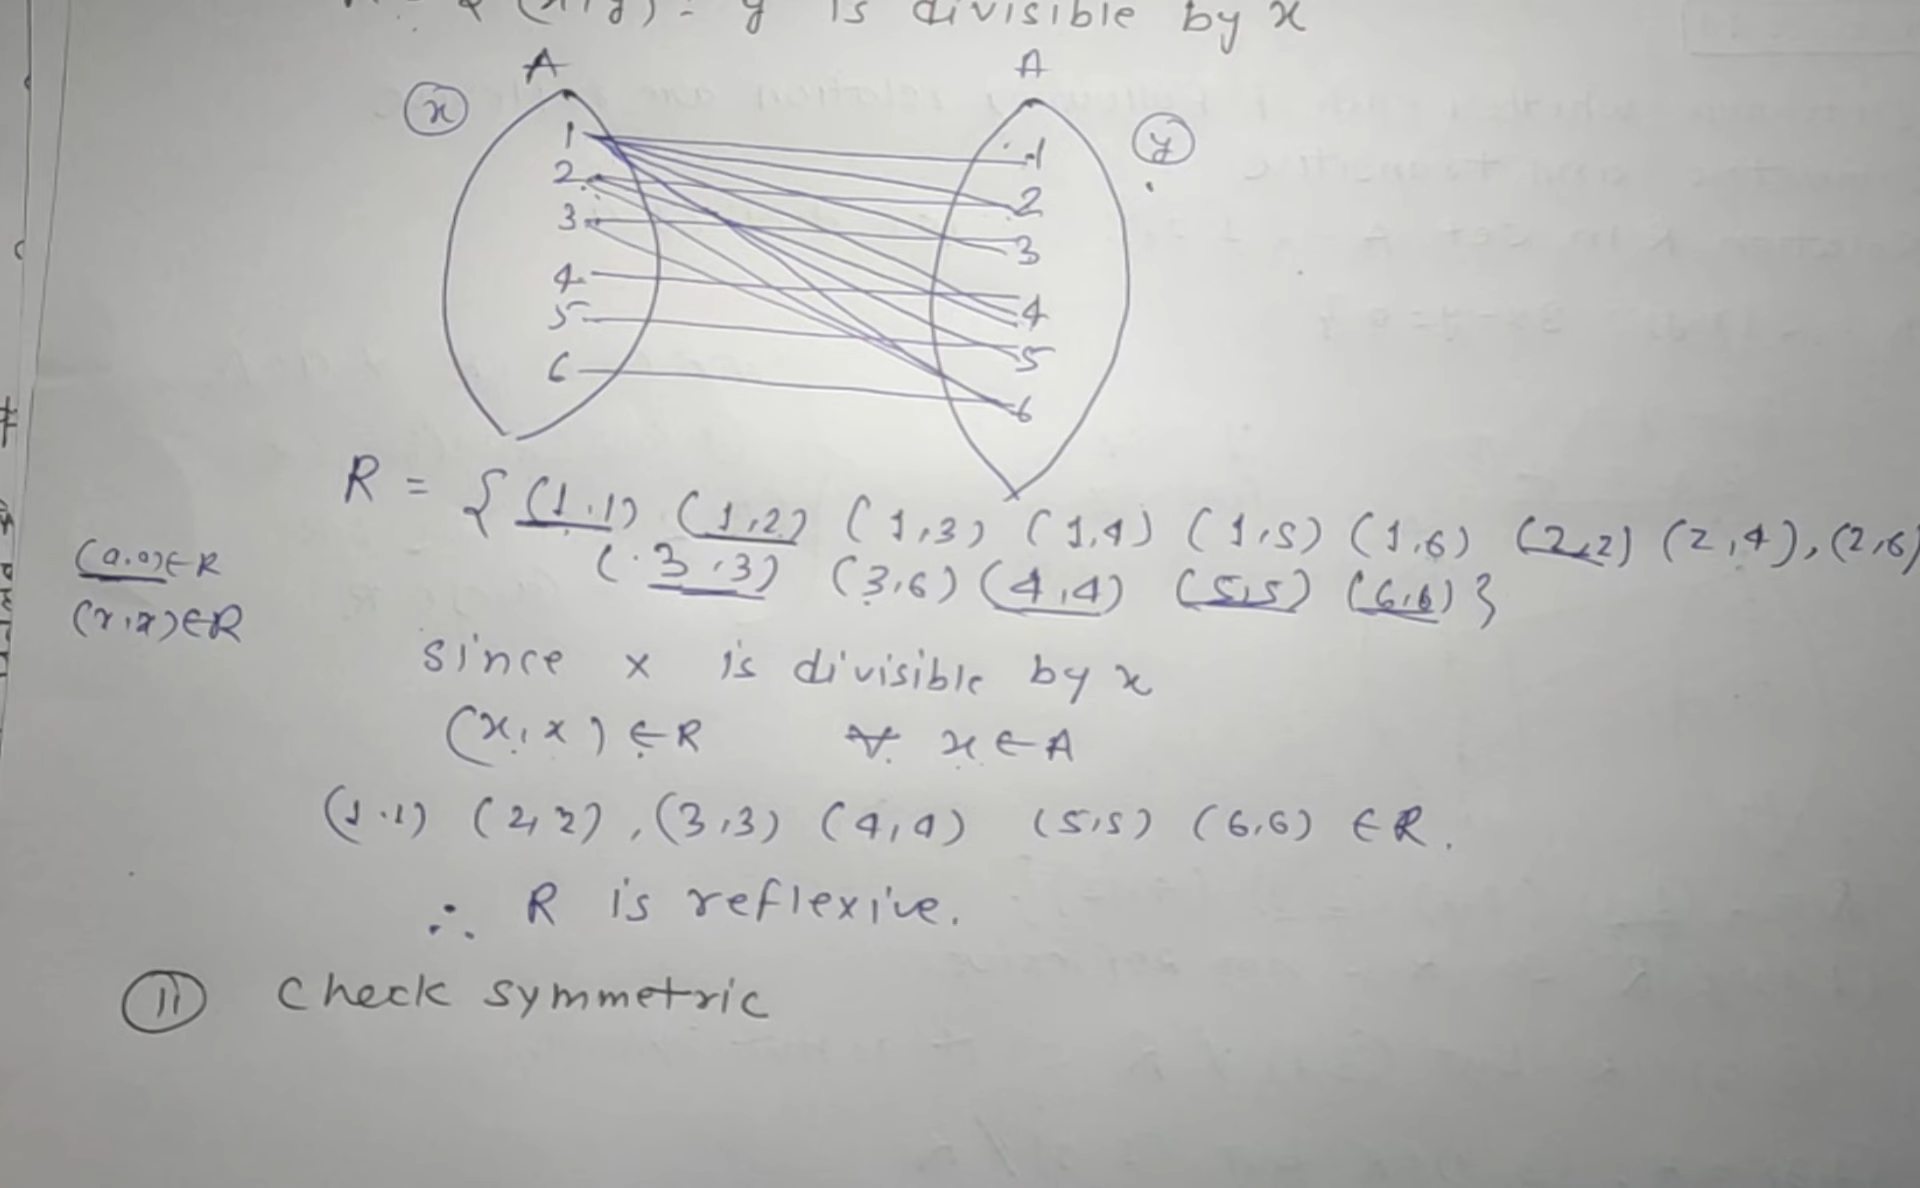 (x,y) : y is divisible by x
A A
x y
1 1
2 2
3 3
4 4
5 5
6 6
R = { (1,1) (1,2) (1,3) (1,4) (1,5) (1,6) (2,2) (2,4), (2,6)
(3,3) (3,6) (4,4) (5,5) (6,6) }
(a,a)∈R
(x,x)∈R
since x is divisible by x
(x,x) ∈ R ∀ x ∈ A
(1,1) (2,2), (3,3) (4,4) (5,5) (6,6) ∈ R.
∴ R is reflexive.
(ii) Check symmetric